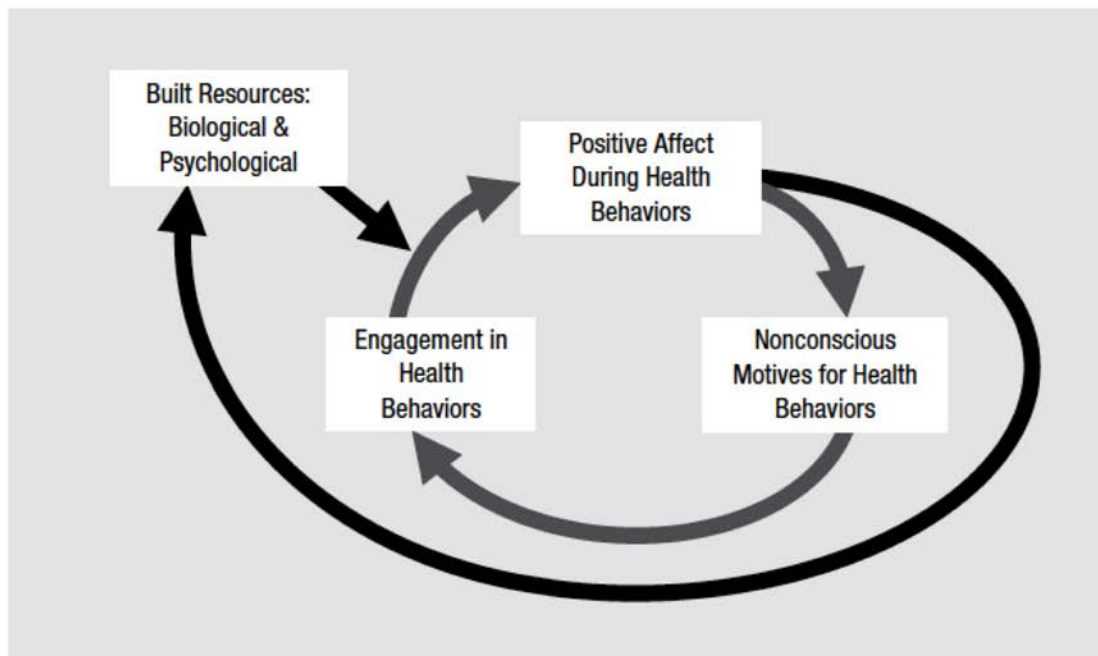 Built Resources:
Biological &
Psychological
Positive Affect
During Health
Behaviors
Engagement in
Health
Behaviors
Nonconscious
Motives for Health
Behaviors